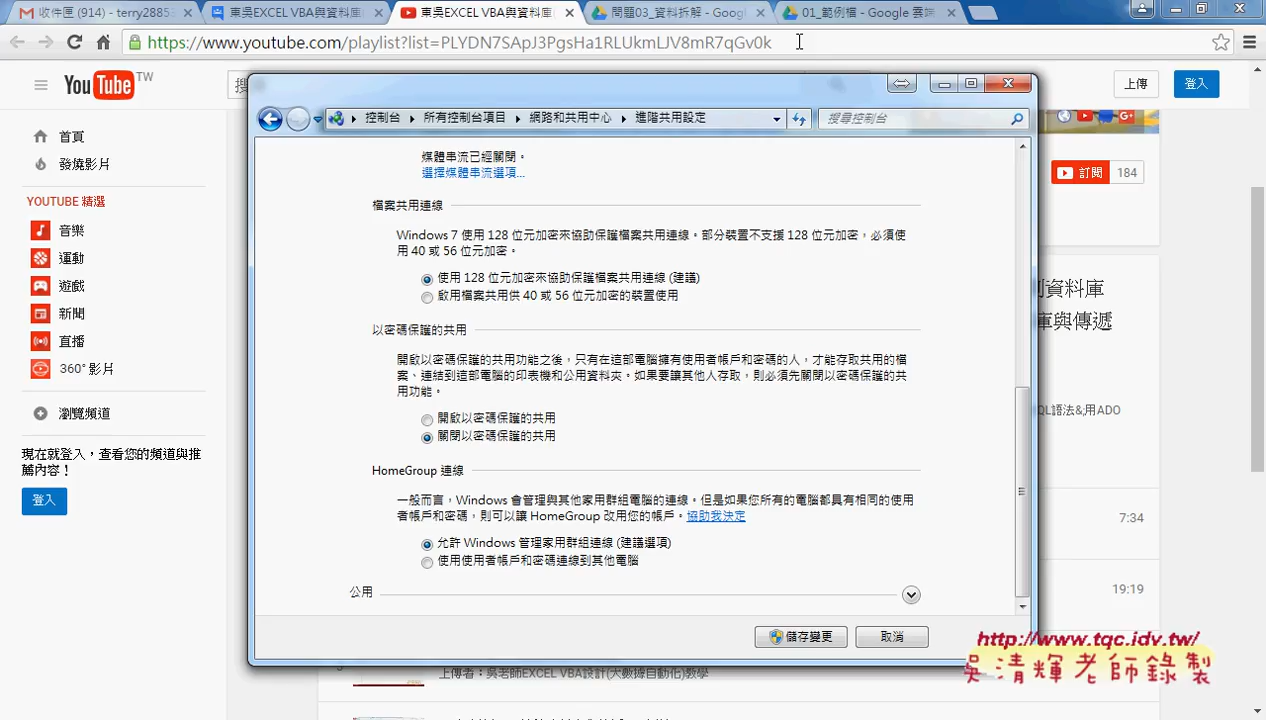 收件匣 (914) - terry28853
東吳EXCEL VBA與資料庫
東吳EXCEL VBA與資料庫
問題03_資料拆解 - Goog
01_範例檔 - Google 雲端
https://www.youtube.com/playlist?list=PLYDN7SApJ3PgsHa1RLUkmLJV8mR7qGv0k
YouTube TW
搜
上傳
登入
控制台
所有控制台項目
網路和共用中心
進階共用設定
搜尋控制台
首頁
發燒影片
YOUTUBE 精選
音樂
運動
遊戲
新聞
直播
360° 影片
瀏覽頻道
現在就登入，查看您的頻道與推
薦內容！
登入
媒體串流已經關閉。
選擇媒體串流選項...
檔案共用連線
Windows 7 使用 128 位元加密來協助保護檔案共用連線。部分裝置不支援 128 位元加密，必須使
用 40 或 56 位元加密。
使用 128 位元加密來協助保護檔案共用連線 (建議)
啟用檔案共用供 40 或 56 位元加密的裝置使用
以密碼保護的共用
開啟以密碼保護的共用功能之後，只有在這部電腦擁有使用者帳戶和密碼的人，才能存取共用的檔
案、連結到這部電腦的印表機和公用資料夾。如果要讓其他人存取，則必須先關閉以密碼保護的共
用功能。
開啟以密碼保護的共用
關閉以密碼保護的共用
HomeGroup 連線
一般而言，Windows 會管理與其他家用群組電腦的連線。但是如果您所有的電腦都具有相同的使用
者帳戶和密碼，則可以讓 HomeGroup 改用您的帳戶。協助我決定
允許 Windows 管理家用群組連線 (建議選項)
使用使用者帳戶和密碼連線到其他電腦
公用
儲存變更
取消
訂閱 184
資料庫
庫與傳遞
QL語法&用ADO
7:34
19:19
上傳者：吳老師EXCEL VBA設計(大數據自動化)教學
http://www.tqc.idv.tw/
吳清輝老師錄製